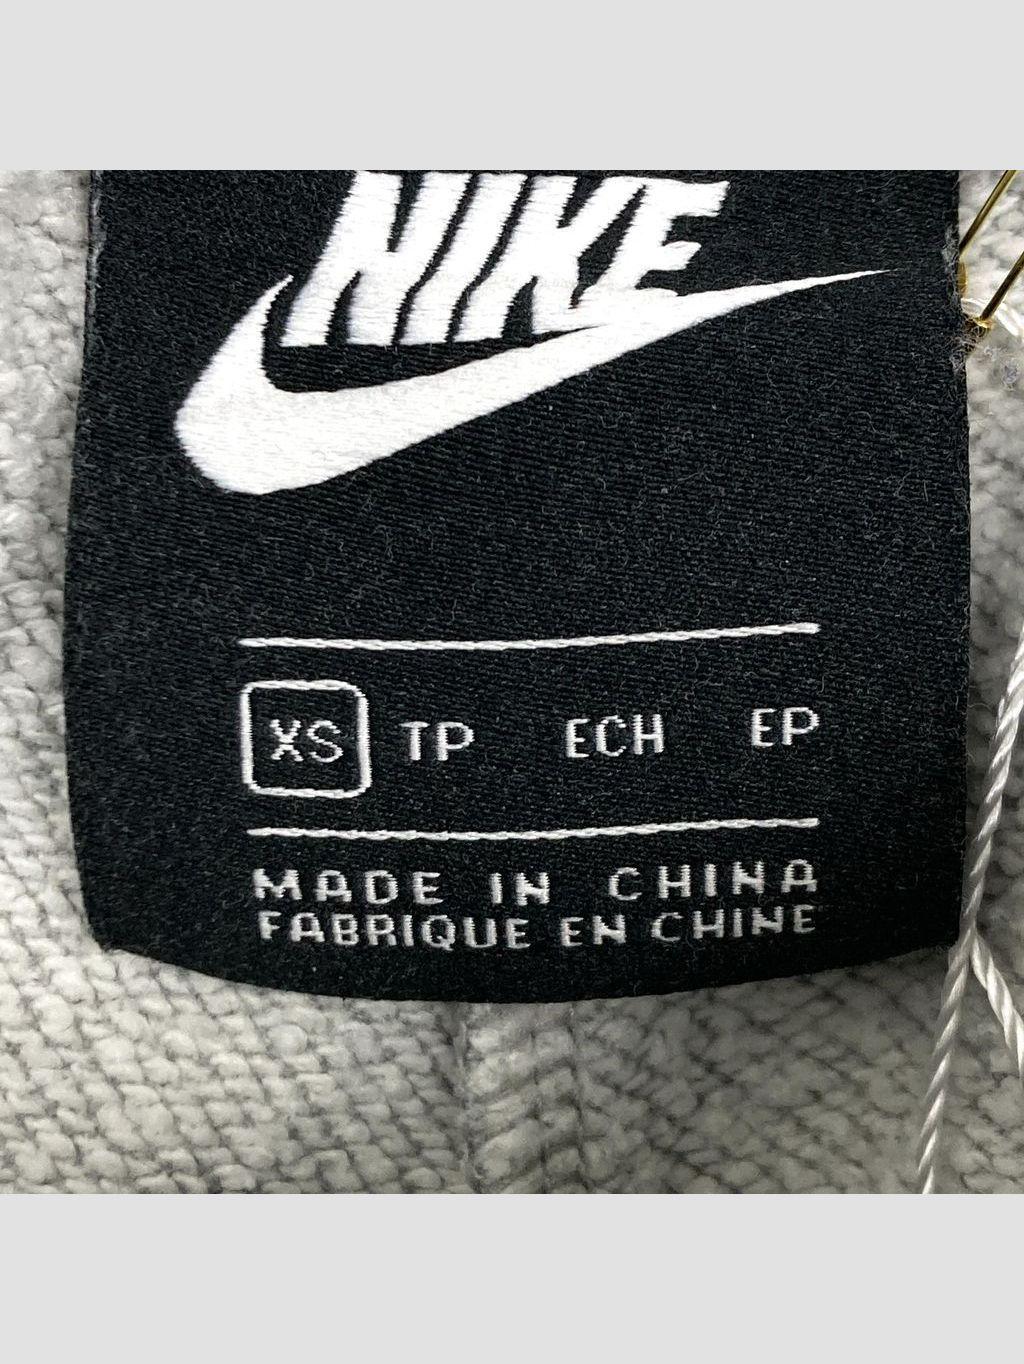 NIKE
XS TP ECH EP
MADE IN CHINA
FABRIQUE EN CHINE